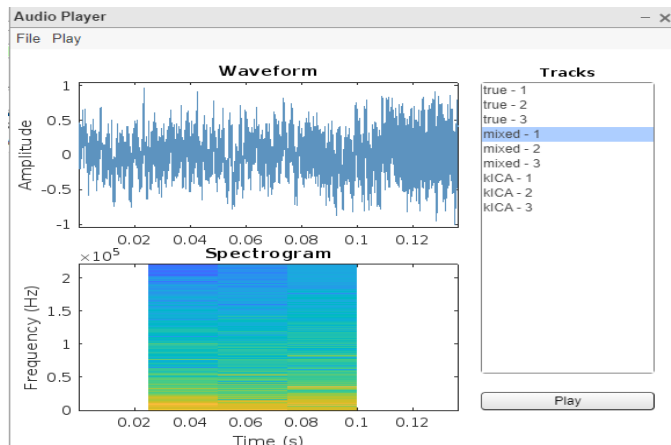 Audio Player
File Play
Waveform
Amplitude
1
0.5
0
-0.5
-1
0.02 0.04 0.06 0.08 0.1 0.12
Spectrogram
×10⁵
Frequency (Hz)
2
1.5
1
0.5
0
0.02 0.04 0.06 0.08 0.1 0.12
Time (s)
Tracks
true - 1
true - 2
true - 3
mixed - 1
mixed - 2
mixed - 3
kICA - 1
kICA - 2
kICA - 3
Play